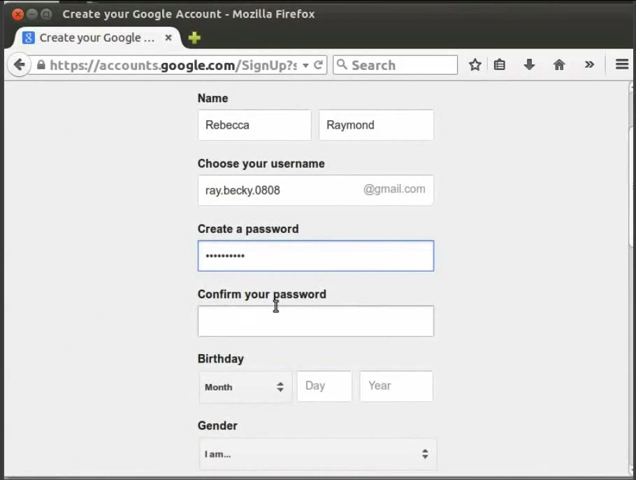 Create your Google Account - Mozilla Firefox
Create your Google ...
https://accounts.google.com/SignUp?s
Search
Name
Rebecca Raymond
Choose your username
ray.becky.0808 @gmail.com
Create a password
••••••••••
Confirm your password
Birthday
Month Day Year
Gender
I am...